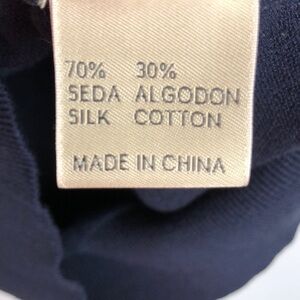 70% 30%
SEDA ALGODON
SILK COTTON
MADE IN CHINA